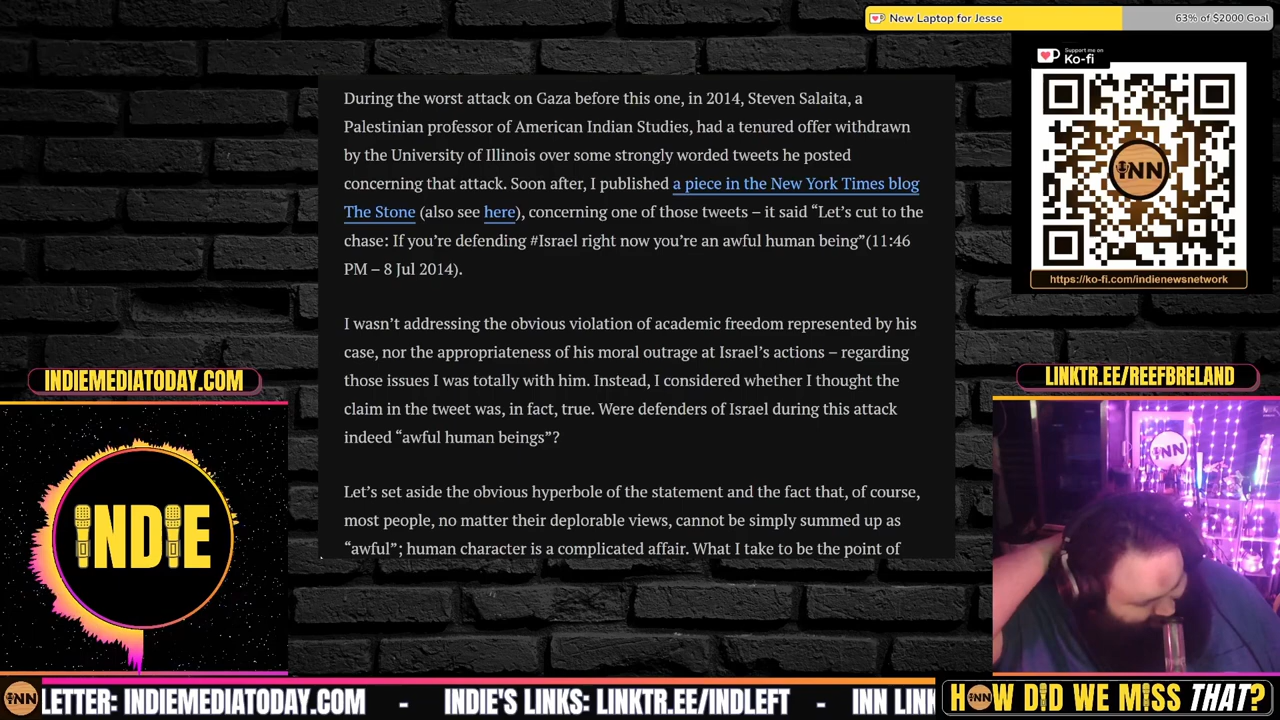 New Laptop for Jesse
63% of $2000 Goal
Support me on
Ko-fi
During the worst attack on Gaza before this one, in 2014, Steven Salaita, a
Palestinian professor of American Indian Studies, had a tenured offer withdrawn
by the University of Illinois over some strongly worded tweets he posted
concerning that attack. Soon after, I published a piece in the New York Times blog
The Stone (also see here), concerning one of those tweets – it said “Let’s cut to the
chase: If you’re defending #Israel right now you’re an awful human being”(11:46
PM – 8 Jul 2014).
I wasn’t addressing the obvious violation of academic freedom represented by his
case, nor the appropriateness of his moral outrage at Israel’s actions – regarding
those issues I was totally with him. Instead, I considered whether I thought the
claim in the tweet was, in fact, true. Were defenders of Israel during this attack
indeed “awful human beings”?
Let’s set aside the obvious hyperbole of the statement and the fact that, of course,
most people, no matter their deplorable views, cannot be simply summed up as
“awful”; human character is a complicated affair. What I take to be the point of
INN
https://ko-fi.com/indienewsnetwork
INDIEMEDIATODAY.COM
LINKTR.EE/REEFBRELAND
INDIE
INN
INN
LETTER: INDIEMEDIATODAY.COM - INDIE'S LINKS: LINKTR.EE/INDLEFT - INN LINK
HOW DID WE MISS THAT?